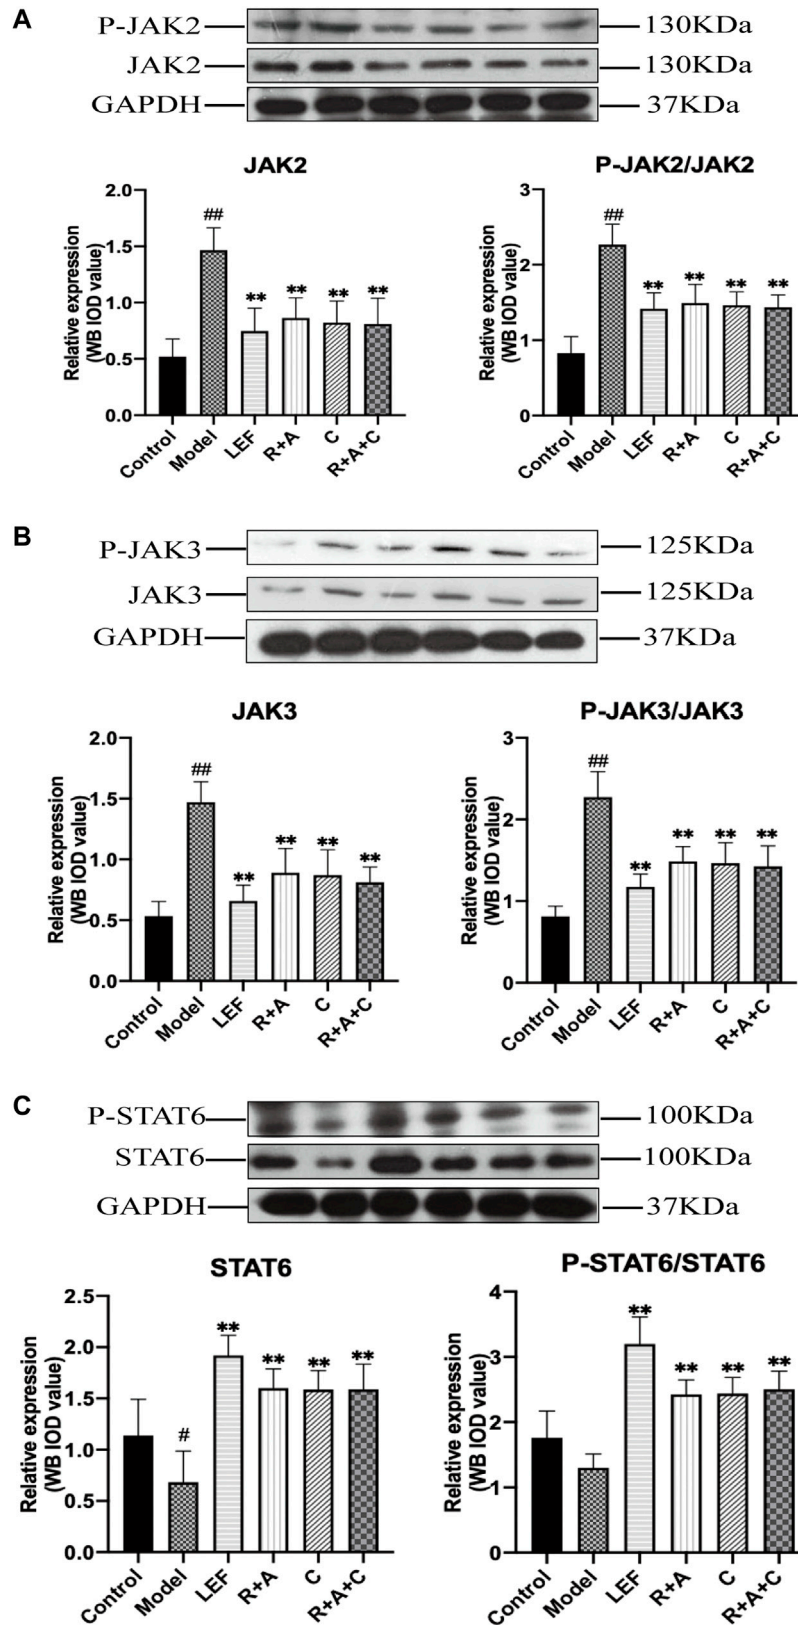 A
P-JAK2 130KDa
JAK2 130KDa
GAPDH 37KDa
JAK2
Relative expression
(WB IOD value)
2.0
1.5
1.0
0.5
0.0
##
** ** ** **
Control Model LEF R+A C R+A+C
P-JAK2/JAK2
Relative expression
(WB IOD value)
3
2
1
0
##
** ** ** **
Control Model LEF R+A C R+A+C
B
P-JAK3 125KDa
JAK3 125KDa
GAPDH 37KDa
JAK3
Relative expression
(WB IOD value)
2.0
1.5
1.0
0.5
0.0
##
** ** ** **
Control Model LEF R+A C R+A+C
P-JAK3/JAK3
Relative expression
(WB IOD value)
3
2
1
0
##
** ** ** **
Control Model LEF R+A C R+A+C
C
P-STAT6 100KDa
STAT6 100KDa
GAPDH 37KDa
STAT6
Relative expression
(WB IOD value)
2.5
2.0
1.5
1.0
0.5
0.0
#
** ** ** **
Control Model LEF R+A C R+A+C
P-STAT6/STAT6
Relative expression
(WB IOD value)
4
3
2
1
0
** ** ** **
Control Model LEF R+A C R+A+C